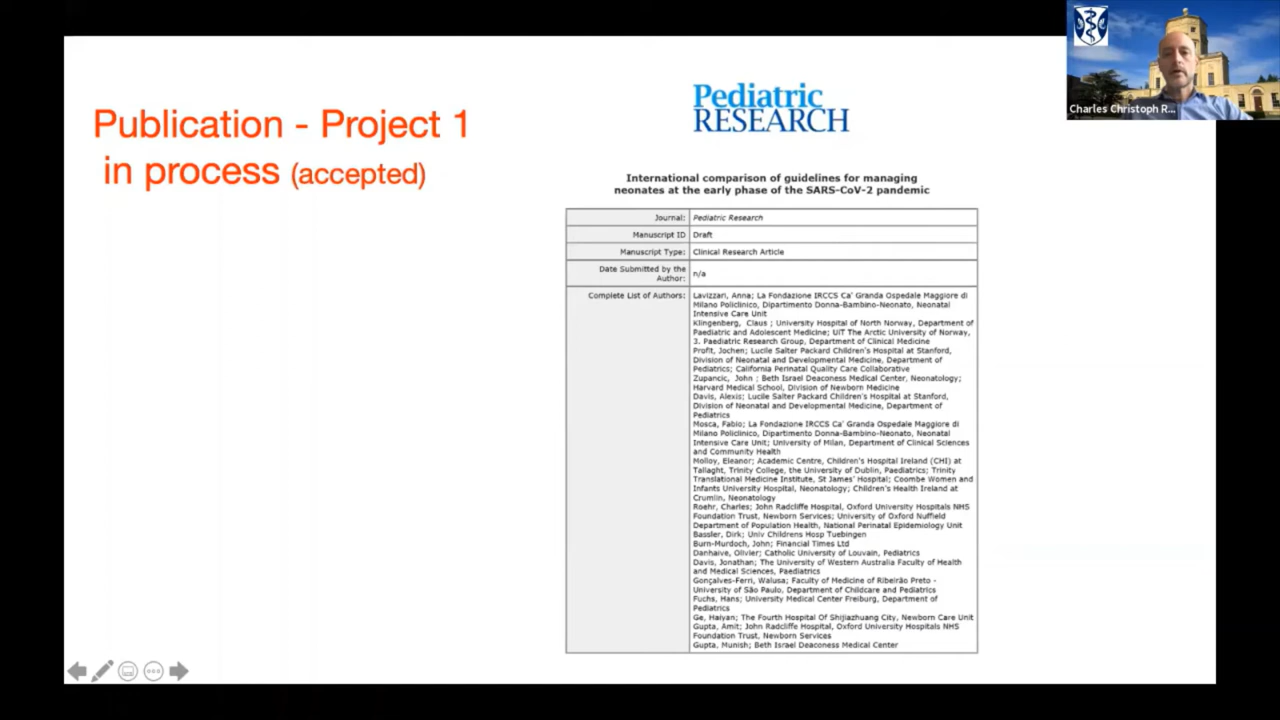 Publication - Project 1
in process (accepted)
Pediatric
RESEARCH
Charles Christoph R...
International comparison of guidelines for managing
neonates at the early phase of the SARS-CoV-2 pandemic
Journal: Pediatric Research
Manuscript ID Draft
Manuscript Type: Clinical Research Article
Date Submitted by the
Author: n/a
Complete List of Authors: Lavizzari, Anna; La Fondazione IRCCS Ca' Granda Ospedale Maggiore di
Milano Policlinico, Dipartimento Donna-Bambino-Neonato, Neonatal
Intensive Care Unit
Klingenberg, Claus ; University Hospital of North Norway, Department of
Paediatric and Adolescent Medicine; UiT The Arctic University of Norway,
3. Paediatric Research Group, Department of Clinical Medicine
Profit, Jochen; Lucile Salter Packard Children's Hospital at Stanford,
Division of Neonatal and Developmental Medicine, Department of
Pediatrics; California Perinatal Quality Care Collaborative
Zupancic, John ; Beth Israel Deaconess Medical Center, Neonatology;
Harvard Medical School, Division of Newborn Medicine
Davis, Alexis; Lucile Salter Packard Children's Hospital at Stanford,
Division of Neonatal and Developmental Medicine, Department of
Pediatrics
Mosca, Fabio; La Fondazione IRCCS Ca' Granda Ospedale Maggiore di
Milano Policlinico, Dipartimento Donna-Bambino-Neonato, Neonatal
Intensive Care Unit; University of Milan, Department of Clinical Sciences
and Community Health
Molloy, Eleanor; Academic Centre, Children's Hospital Ireland (CHI) at
Tallaght, Trinity College, the University of Dublin, Paediatrics; Trinity
Translational Medicine Institute, St James' Hospital; Coombe Women and
Infants University Hospital, Neonatology; Children's Health Ireland at
Crumlin, Neonatology
Roehr, Charles; John Radcliffe Hospital, Oxford University Hospitals NHS
Foundation Trust, Newborn Services; University of Oxford Nuffield
Department of Population Health, National Perinatal Epidemiology Unit
Bassler, Dirk; Univ Childrens Hosp Tuebingen
Burn-Murdoch, John; Financial Times Ltd
Danhaive, Olivier; Catholic University of Louvain, Pediatrics
Davis, Jonathan; The University of Western Australia Faculty of Health
and Medical Sciences, Paediatrics
Gonçalves-Ferri, Walusa; Faculty of Medicine of Ribeirão Preto -
University of São Paulo, Department of Childcare and Pediatrics
Fuchs, Hans; University Medical Center Freiburg, Department of
Pediatrics
Ge, Haiyan; The Fourth Hospital Of Shijiazhuang City, Newborn Care Unit
Gupta, Amit; John Radcliffe Hospital, Oxford University Hospitals NHS
Foundation Trust, Newborn Services
Gupta, Munish; Beth Israel Deaconess Medical Center